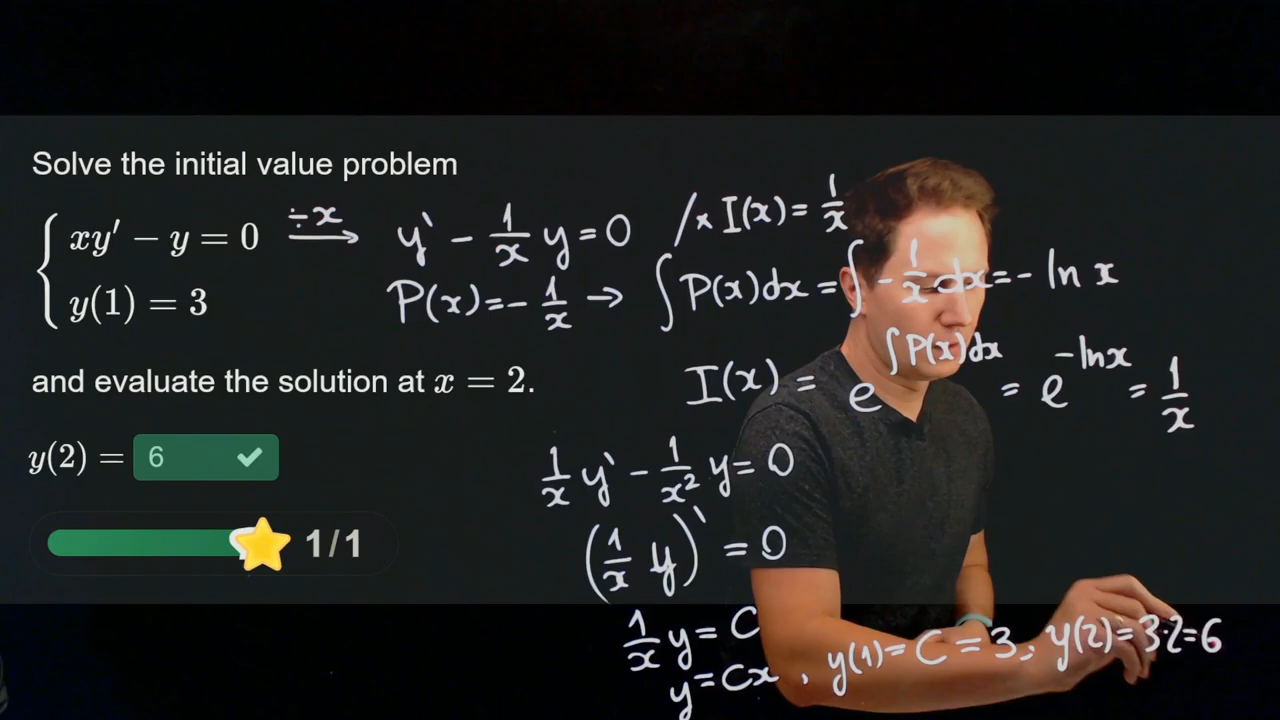 Solve the initial value problem
xy′ − y = 0 ÷x → y' − 1/x y = 0 /× I(x) = 1/x
y(1) = 3 P(x) = − 1/x → ∫ P(x)dx = ∫ − 1/x dx = − ln x
and evaluate the solution at x = 2. I(x) = e^∫P(x)dx = e^−lnx = 1/x
y(2) = 6 ✓
1/x y' − 1/x² y = 0
1/1
(1/x y)' = 0
1/x y = C
y = Cx , y(1) = C = 3, y(2) = 3·2 = 6